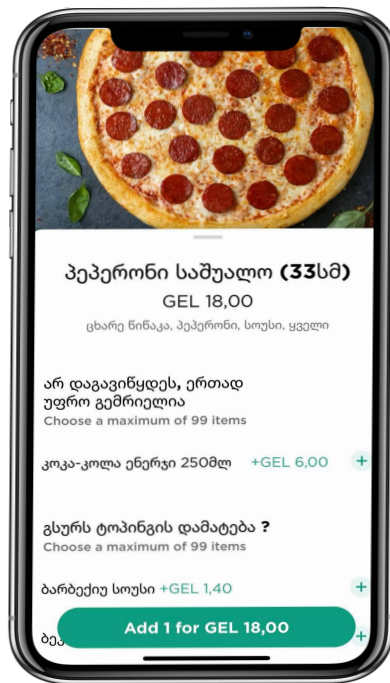 პეპერონი საშუალო (33სმ)
GEL 18,00
ცხარე წიწაკა, პეპერონი, სოუსი, ყველი
არ დაგავიწყდეს, ერთად
უფრო გემრიელია
Choose a maximum of 99 items
კოკა-კოლა ენერჯი 250მლ +GEL 6,00 +
გსურს ტოპინგის დამატება ?
Choose a maximum of 99 items
ბარბექიუ სოუსი +GEL 1,40 +
Add 1 for GEL 18,00
+